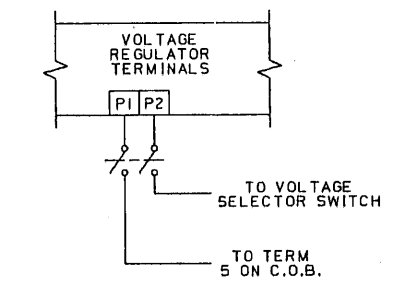 VOLTAGE
REGULATOR
TERMINALS
P1 P2
TO VOLTAGE
SELECTOR SWITCH
TO TERM
5 ON C.O.B.